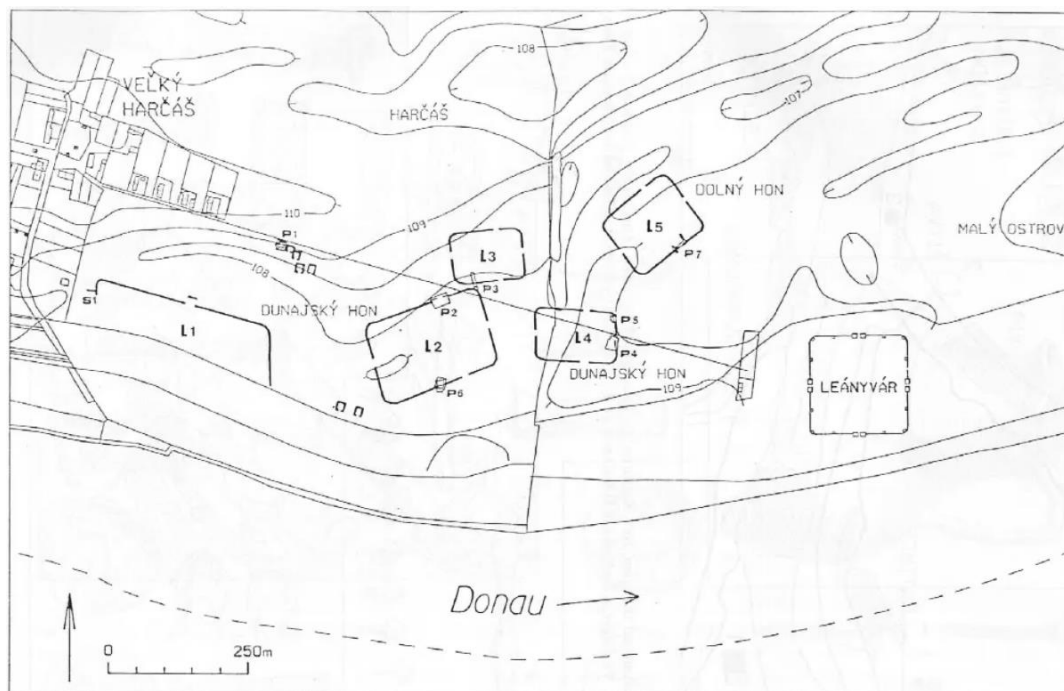 108
VEĽKÝ
HARČÁŠ
HARČÁŠ
107
DOLNÝ HON
110
109
MALÝ OSTROV
P1
L5
P7
L3
108
P3
S1
DUNAJSKÝ HON
P2
P5
L1
L2
L4
P4
DUNAJSKÝ HON
109
LEÁNYVÁR
P6
Donau
0
250m